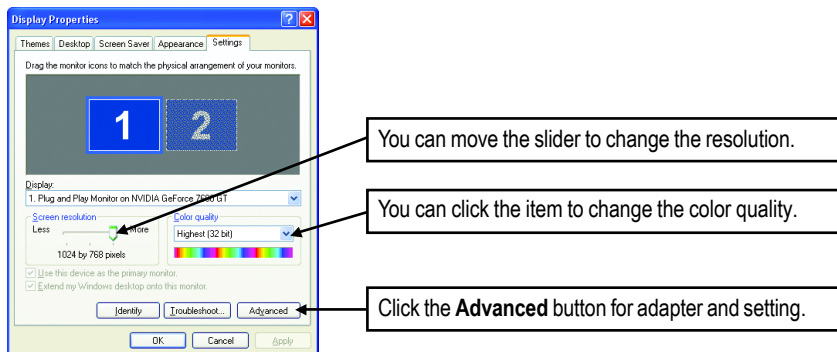 Display Properties
Themes Desktop Screen Saver Appearance Settings
Drag the monitor icons to match the physical arrangement of your monitors.
1 2
You can move the slider to change the resolution.
Display:
1. Plug and Play Monitor on NVIDIA GeForce 7600 GT
You can click the item to change the color quality.
Screen resolution
Less More
1024 by 768 pixels
Color quality
Highest (32 bit)
Use this device as the primary monitor.
Extend my Windows desktop onto this monitor.
Identify Troubleshoot... Advanced
Click the Advanced button for adapter and setting.
OK Cancel Apply